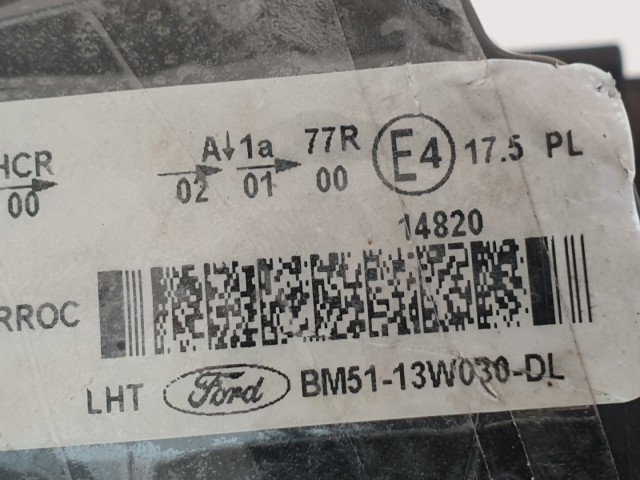 HCR A↓ 1a 77R E4 17.5 PL
00 02 01 00
14820
RROC
LHT Ford BM51-13W030-DL